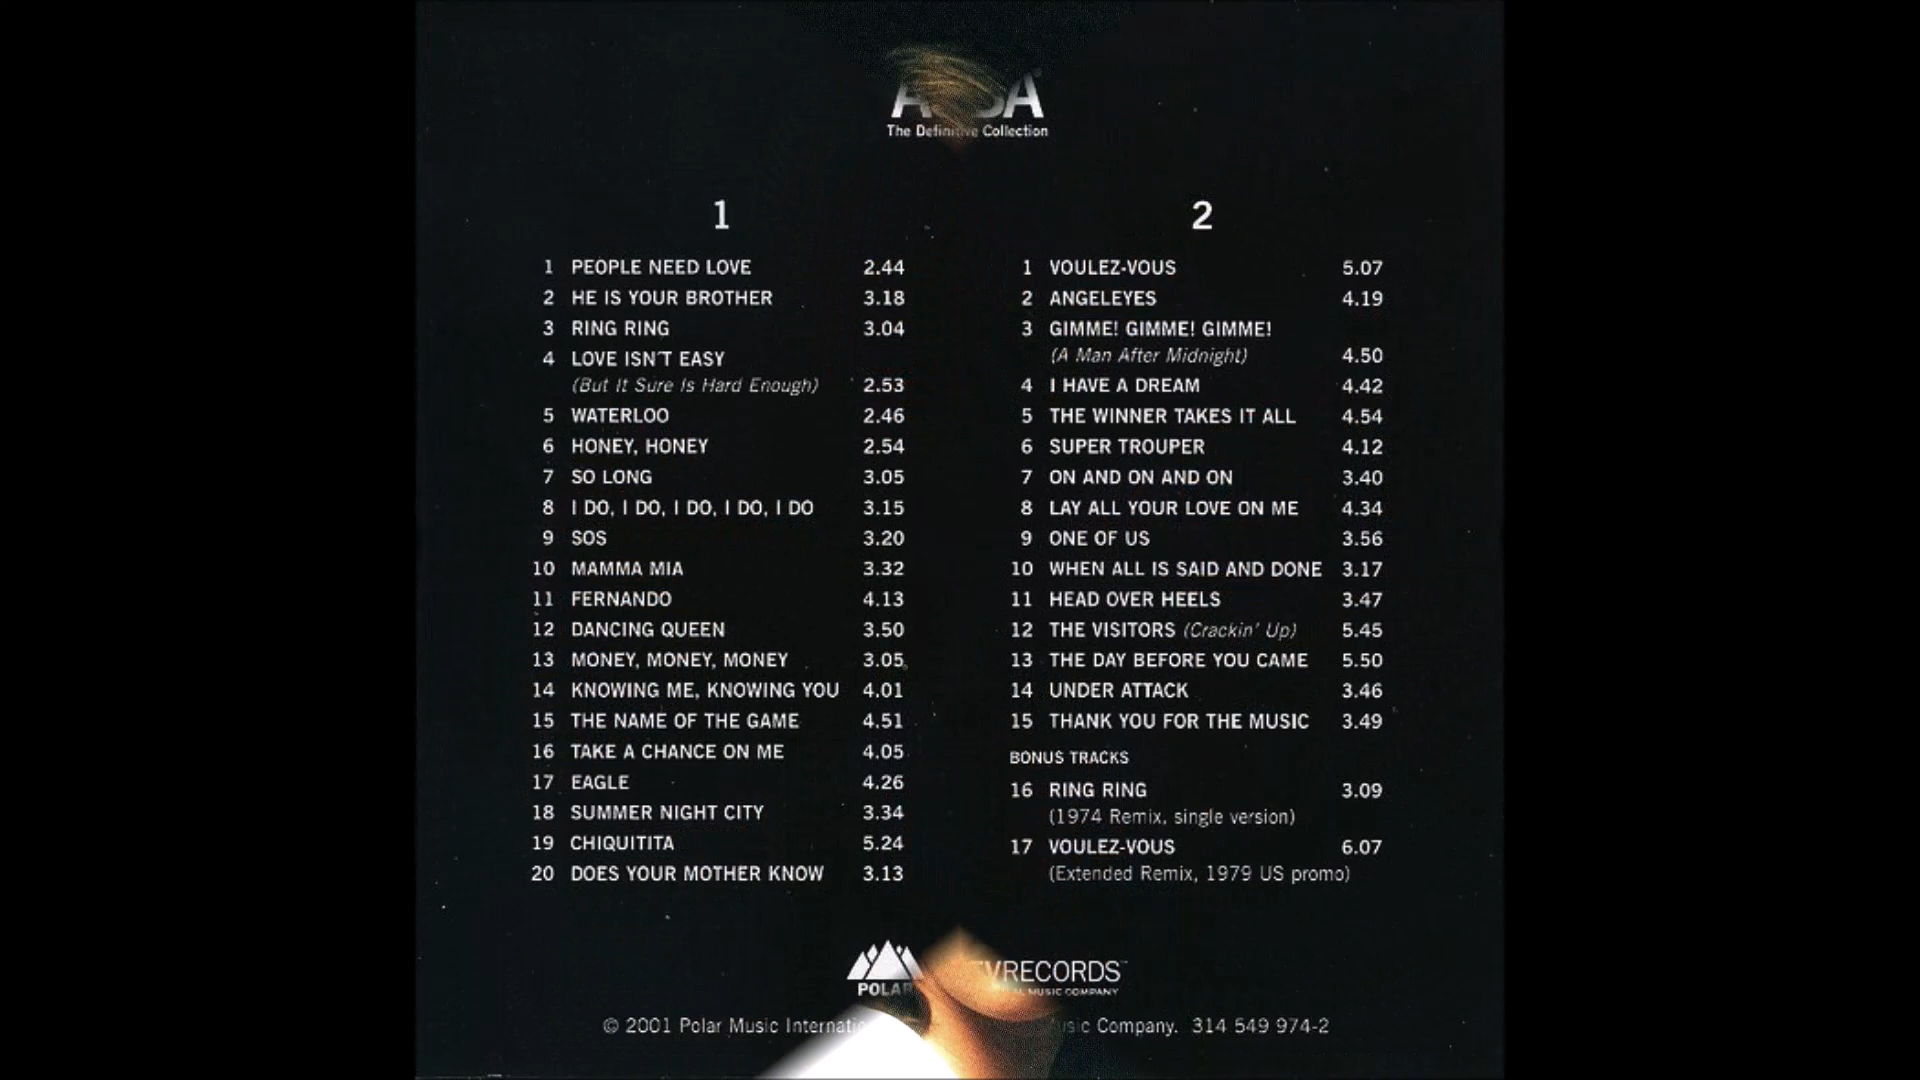 The Definitive Collection
1
1 PEOPLE NEED LOVE 2.44
2 HE IS YOUR BROTHER 3.18
3 RING RING 3.04
4 LOVE ISN'T EASY
(But It Sure Is Hard Enough) 2.53
5 WATERLOO 2.46
6 HONEY, HONEY 2.54
7 SO LONG 3.05
8 I DO, I DO, I DO, I DO, I DO 3.15
9 SOS 3.20
10 MAMMA MIA 3.32
11 FERNANDO 4.13
12 DANCING QUEEN 3.50
13 MONEY, MONEY, MONEY 3.05
14 KNOWING ME, KNOWING YOU 4.01
15 THE NAME OF THE GAME 4.51
16 TAKE A CHANCE ON ME 4.05
17 EAGLE 4.26
18 SUMMER NIGHT CITY 3.34
19 CHIQUITITA 5.24
20 DOES YOUR MOTHER KNOW 3.13
2
1 VOULEZ-VOUS 5.07
2 ANGELEYES 4.19
3 GIMME! GIMME! GIMME!
(A Man After Midnight) 4.50
4 I HAVE A DREAM 4.42
5 THE WINNER TAKES IT ALL 4.54
6 SUPER TROUPER 4.12
7 ON AND ON AND ON 3.40
8 LAY ALL YOUR LOVE ON ME 4.34
9 ONE OF US 3.56
10 WHEN ALL IS SAID AND DONE 3.17
11 HEAD OVER HEELS 3.47
12 THE VISITORS (Crackin' Up) 5.45
13 THE DAY BEFORE YOU CAME 5.50
14 UNDER ATTACK 3.46
15 THANK YOU FOR THE MUSIC 3.49
BONUS TRACKS
16 RING RING 3.09
(1974 Remix, single version)
17 VOULEZ-VOUS 6.07
(Extended Remix, 1979 US promo)
POLAR
RECORDS™
MUSIC COMPANY
© 2001 Polar Music Company. 314 549 974-2